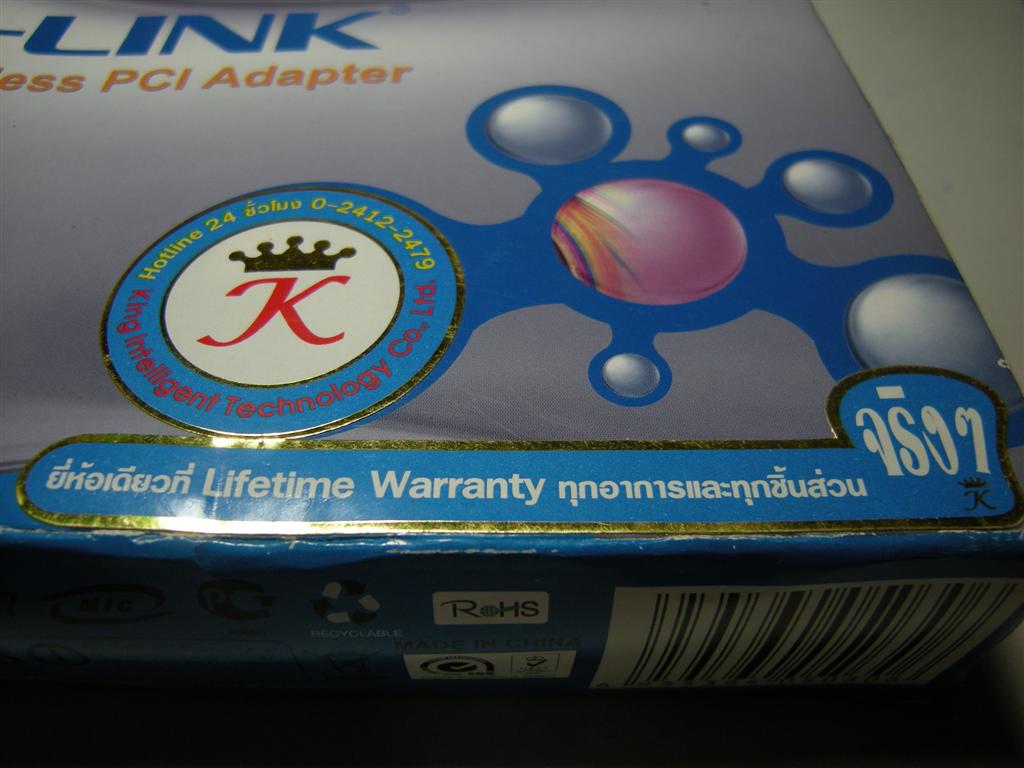 -LINK®
less PCI Adapter
Hotline 24 ชั่วโมง 0-2412-2479
K
King Intelligent Technology Co., Ltd.
จริงๆ
ยี่ห้อเดียวที่ Lifetime Warranty ทุกอาการและทุกชิ้นส่วน
K
MIC
RECYCLABLE
RoHS
MADE IN CHINA